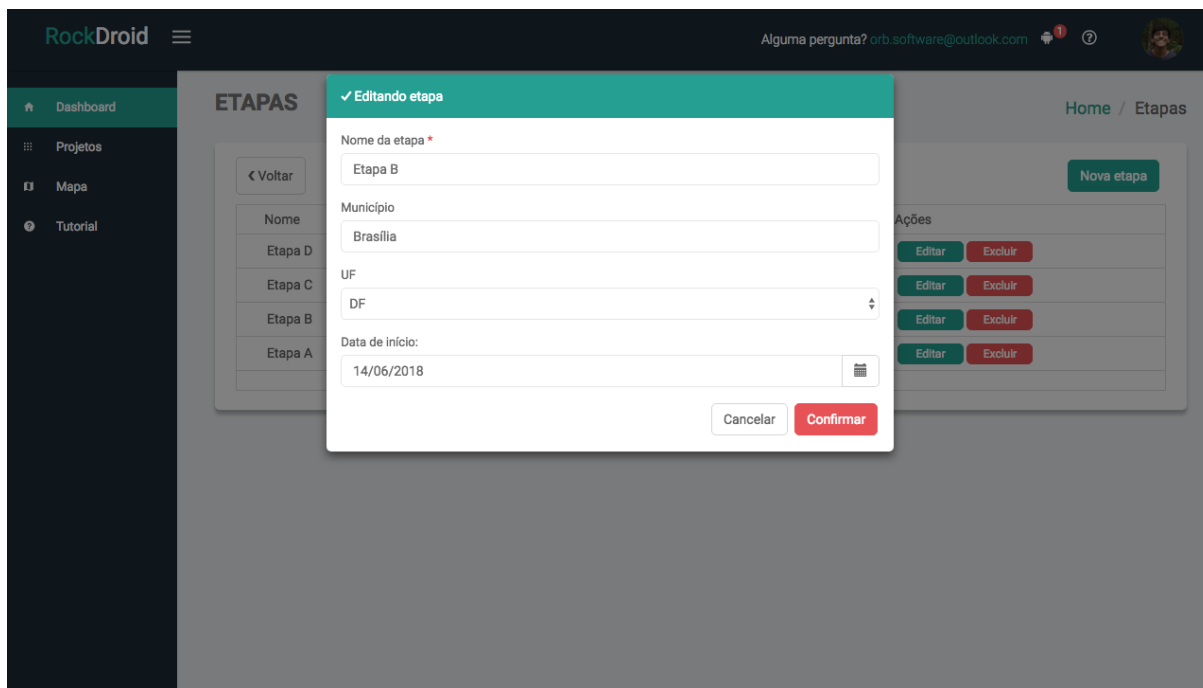 RockDroid
Alguma pergunta? orb.software@outlook.com 1
Dashboard
Projetos
Mapa
Tutorial
ETAPAS
Home / Etapas
Voltar
Nova etapa
Nome
Ações
Etapa D
Editar Excluir
Etapa C
Editar Excluir
Etapa B
Editar Excluir
Etapa A
Editar Excluir
Editando etapa
Nome da etapa *
Etapa B
Município
Brasília
UF
DF
Data de início:
14/06/2018
Cancelar Confirmar